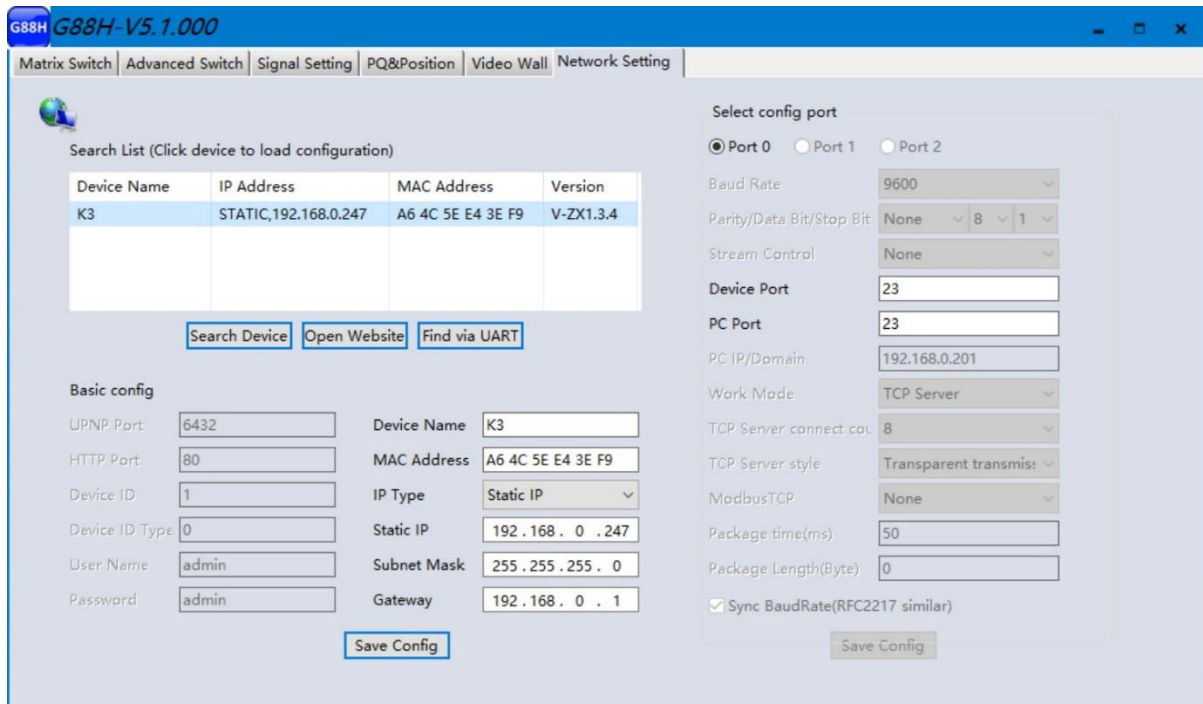 G88H G88H-V5.1.000
Matrix Switch Advanced Switch Signal Setting PQ&Position Video Wall Network Setting
Search List (Click device to load configuration)
Device Name IP Address MAC Address Version
K3 STATIC,192.168.0.247 A6 4C 5E E4 3E F9 V-ZX1.3.4
Search Device Open Website Find via UART
Basic config
UPNP Port 6432 Device Name K3
HTTP Port 80 MAC Address A6 4C 5E E4 3E F9
Device ID 1 IP Type Static IP
Device ID Type 0 Static IP 192.168. 0 .247
User Name admin Subnet Mask 255.255.255. 0
Password admin Gateway 192.168. 0 . 1
Save Config
Select config port
Port 0 Port 1 Port 2
Baud Rate 9600
Parity/Data Bit/Stop Bit None 8 1
Stream Control None
Device Port 23
PC Port 23
PC IP/Domain 192.168.0.201
Work Mode TCP Server
TCP Server connect cou 8
TCP Server style Transparent transmis:
ModbusTCP None
Package time(ms) 50
Package Length(Byte) 0
Sync BaudRate(RFC2217 similar)
Save Config